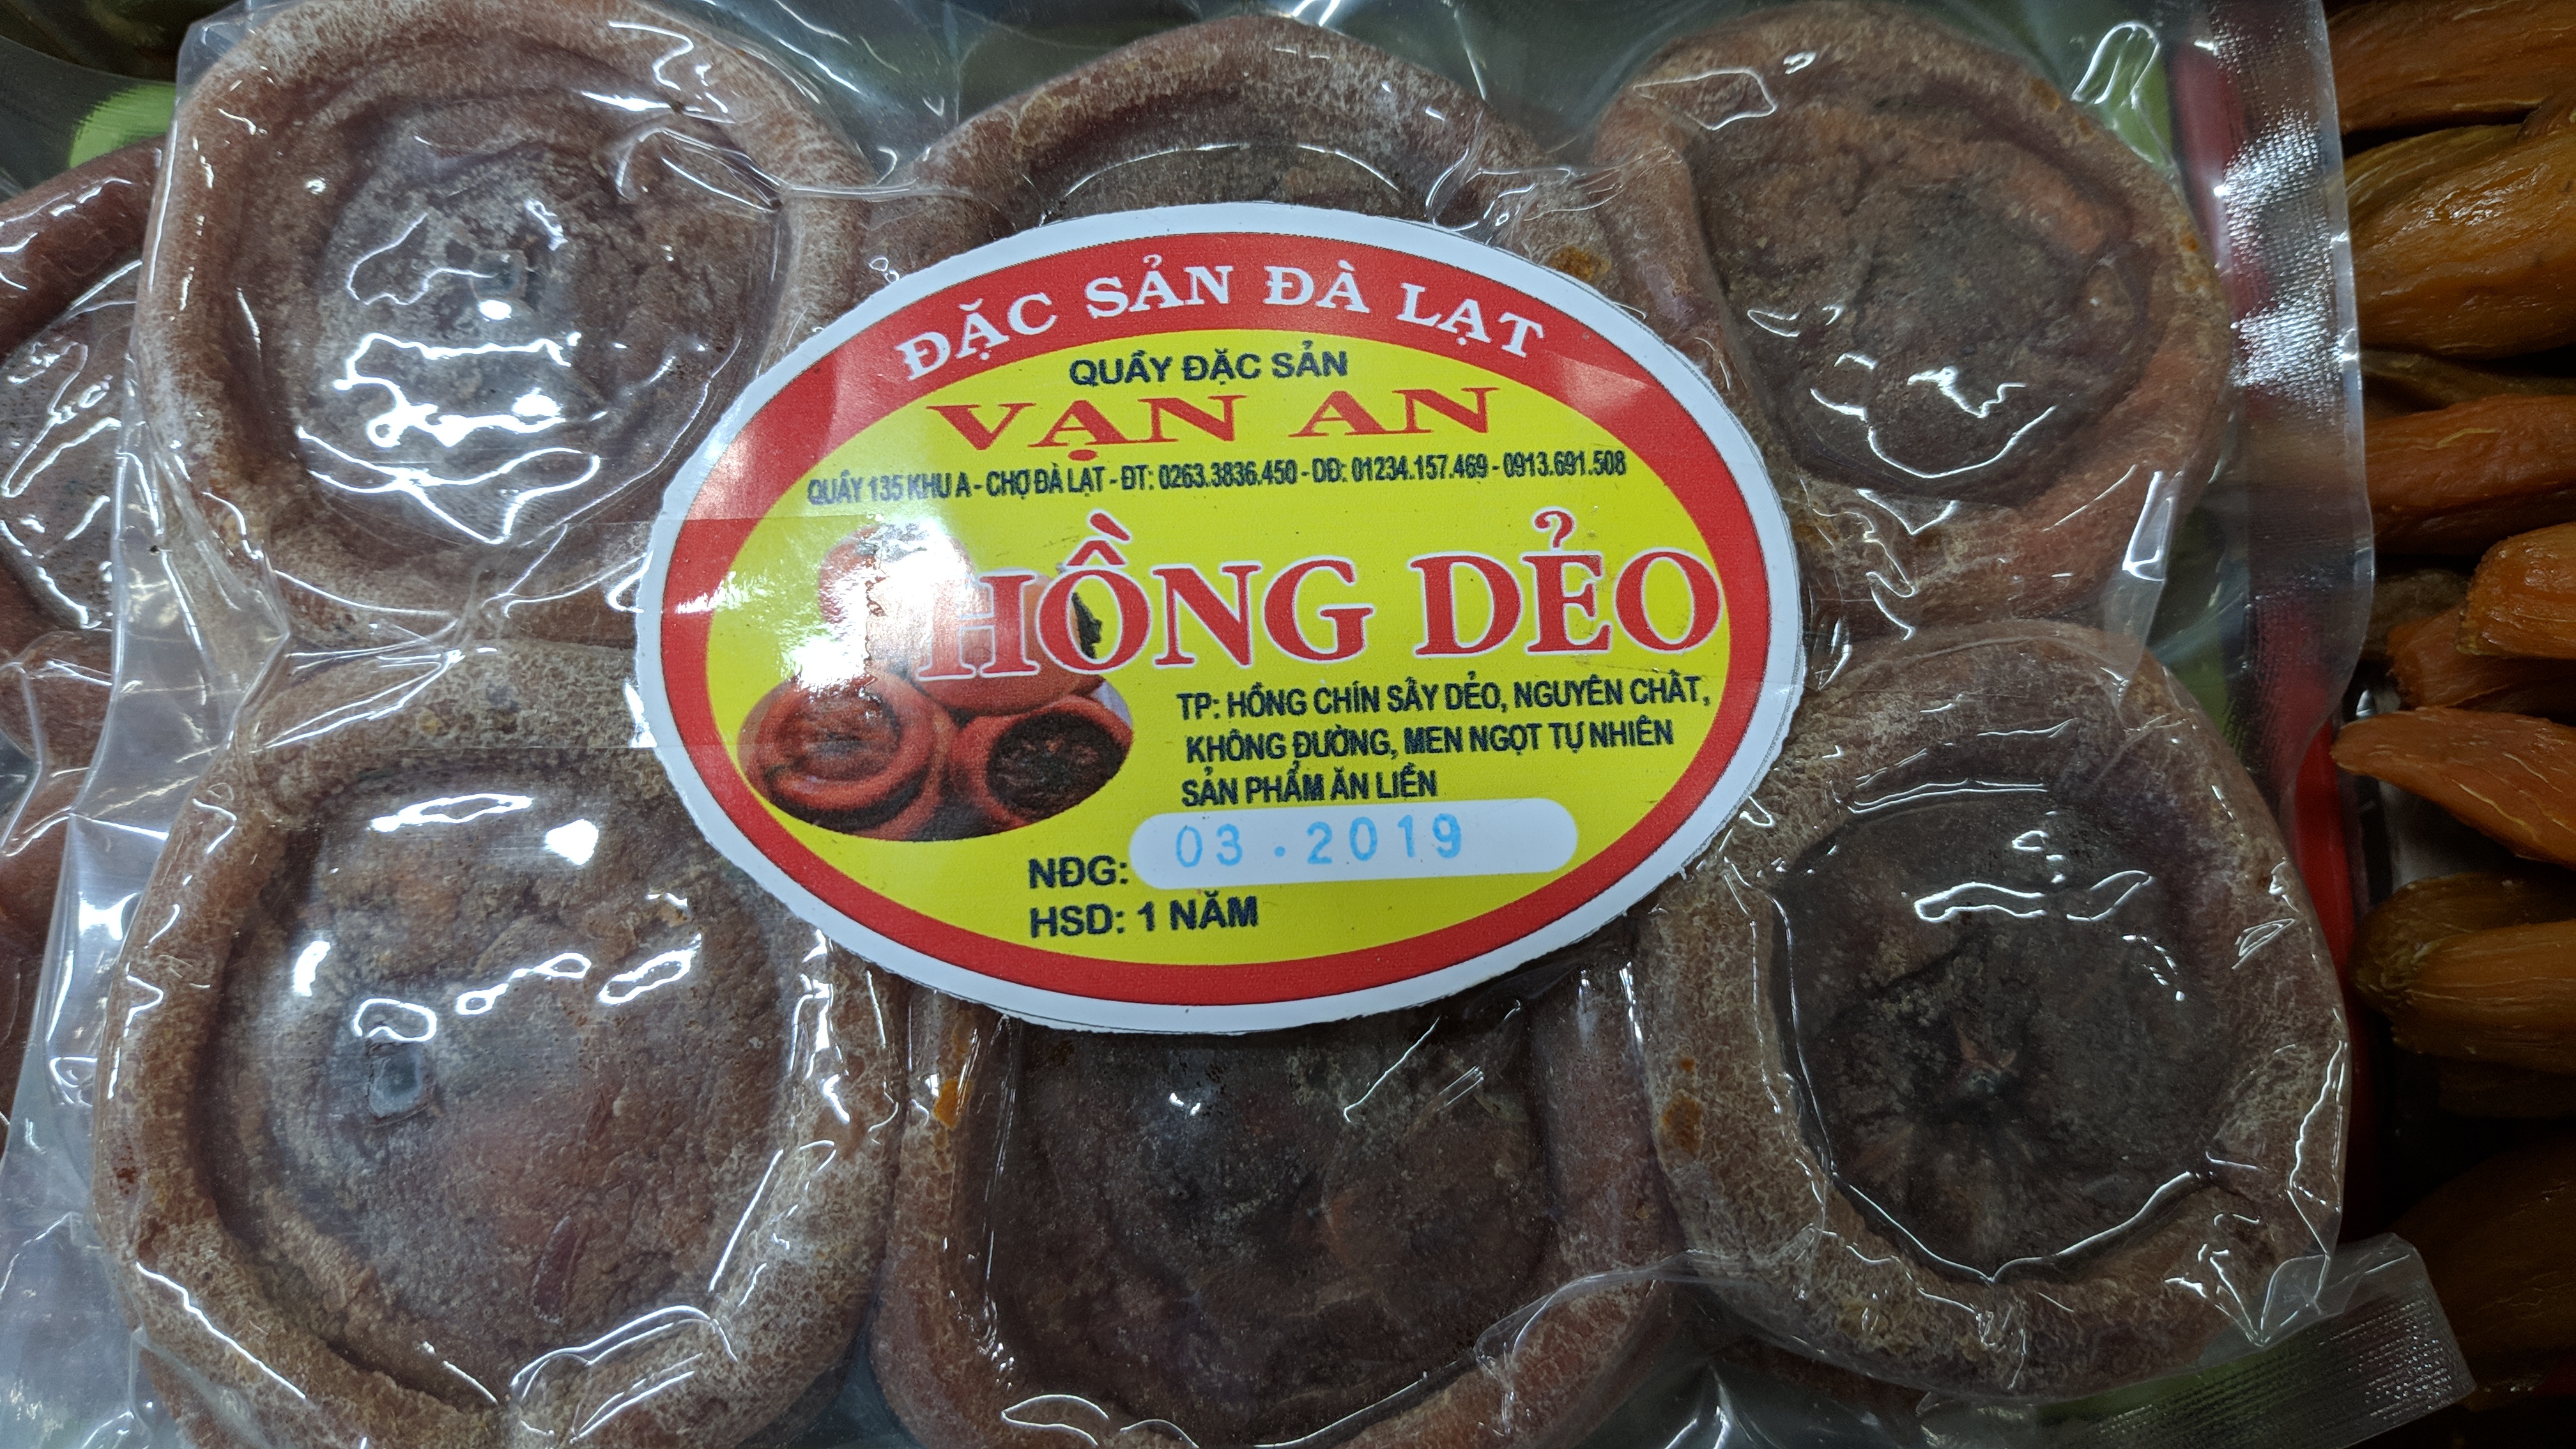 ĐẶC SẢN ĐÀ LẠT
QUẦY ĐẶC SẢN
VẠN AN
QUẦY 135 KHU A - CHỢ ĐÀ LẠT - ĐT: 0263.3836.450 - DĐ: 01234.157.469 - 0913.691.508
HỒNG DẺO
TP: HỒNG CHÍN SẤY DẺO, NGUYÊN CHẤT,
KHÔNG ĐƯỜNG, MEN NGỌT TỰ NHIÊN
SẢN PHẨM ĂN LIỀN
NĐG: 03 . 2019
HSD: 1 NĂM